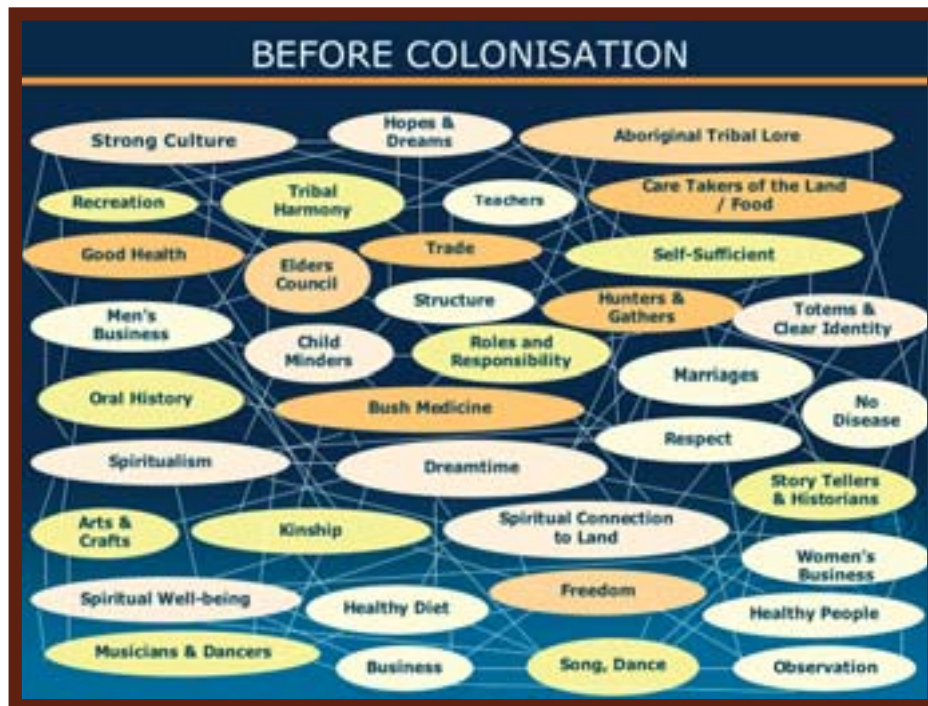 BEFORE COLONISATION
Strong Culture
Hopes &
Dreams
Aboriginal Tribal Lore
Recreation
Tribal
Harmony
Teachers
Care Takers of the Land
/ Food
Good Health
Elders
Council
Trade
Self-Sufficient
Men's
Business
Structure
Hunters &
Gathers
Totems &
Clear Identity
Child
Minders
Roles and
Responsibility
Marriages
Oral History
Bush Medicine
No
Disease
Respect
Spiritualism
Dreamtime
Story Tellers
& Historians
Arts &
Crafts
Kinship
Spiritual Connection
to Land
Women's
Business
Spiritual Well-being
Healthy Diet
Freedom
Healthy People
Musicians & Dancers
Business
Song, Dance
Observation